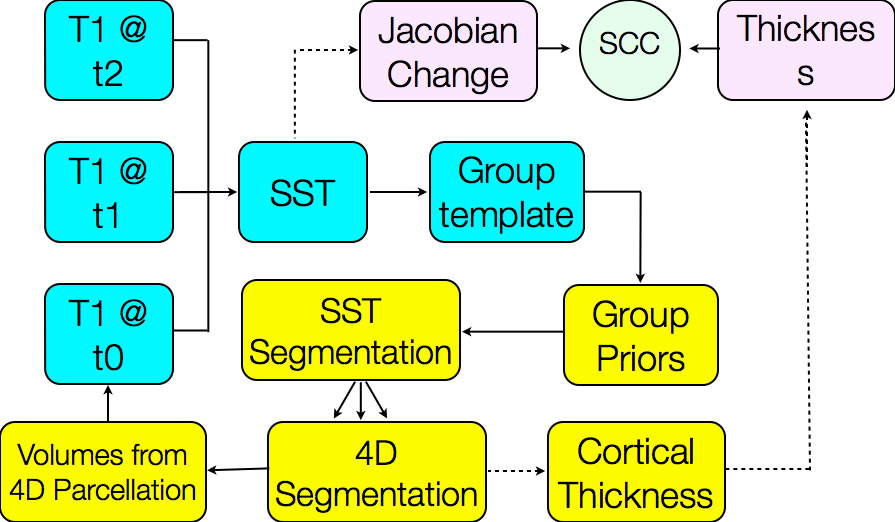 T1 @
t2
Jacobian
Change
SCC
Thicknes
s
T1 @
t1
SST
Group
template
T1 @
t0
SST
Segmentation
Group
Priors
Volumes from
4D Parcellation
4D
Segmentation
Cortical
Thickness